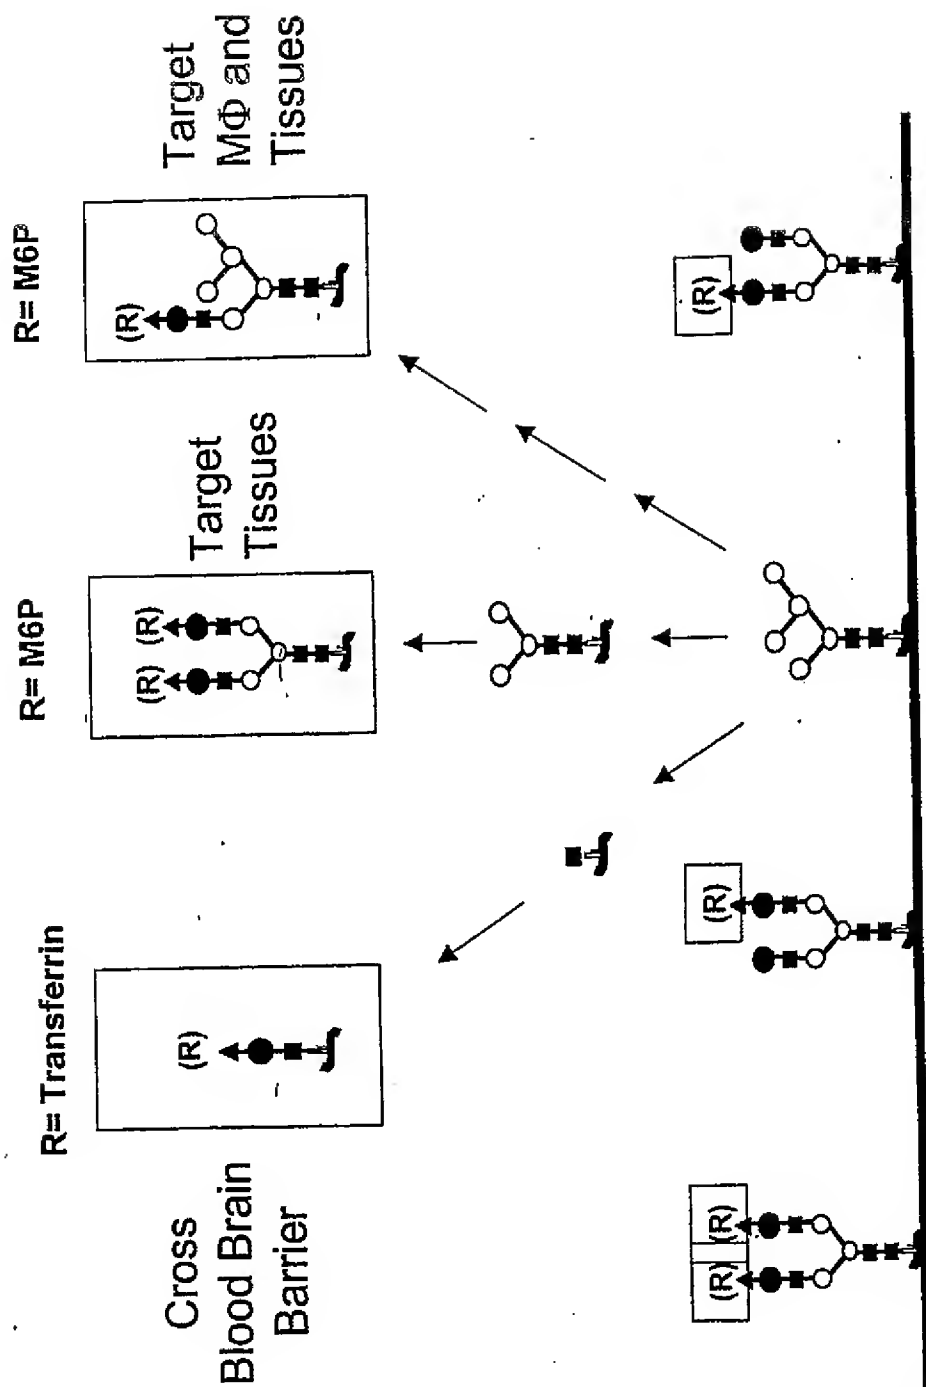 R= Transferrin
R= M6P
R= M6P
Cross
Blood Brain
Barrier
(R)
(R)
(R)
Target
Tissues
(R)
Target
MΦ and
Tissues
(R)
(R)
(R)
(R)